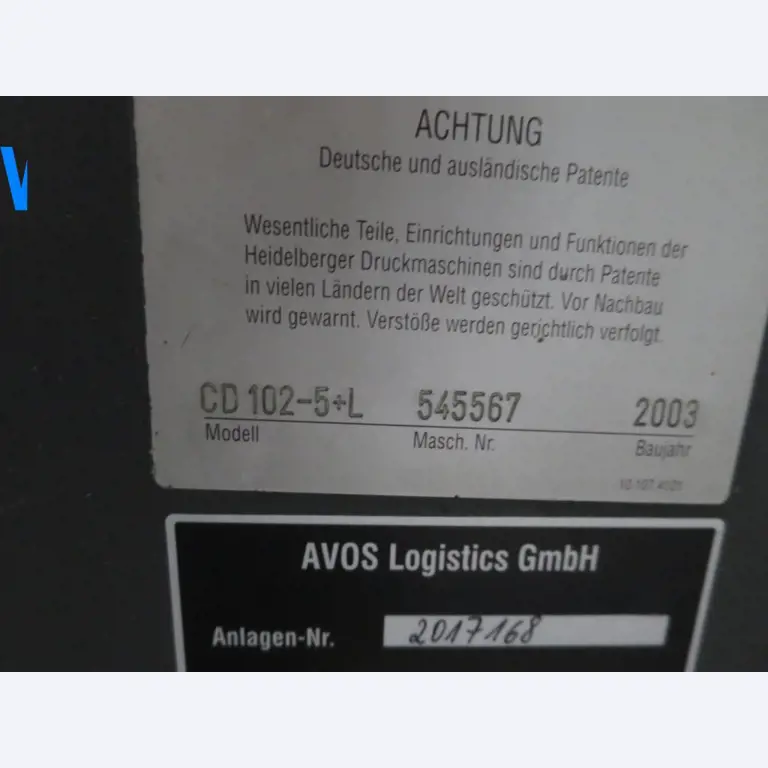 ACHTUNG
Deutsche und ausländische Patente
Wesentliche Teile, Einrichtungen und Funktionen der
Heidelberger Druckmaschinen sind durch Patente
in vielen Ländern der Welt geschützt. Vor Nachbau
wird gewarnt. Verstöße werden gerichtlich verfolgt.
CD 102-5+L 545567 2003
Modell Masch. Nr. Baujahr
AVOS Logistics GmbH
Anlagen-Nr. 2017168